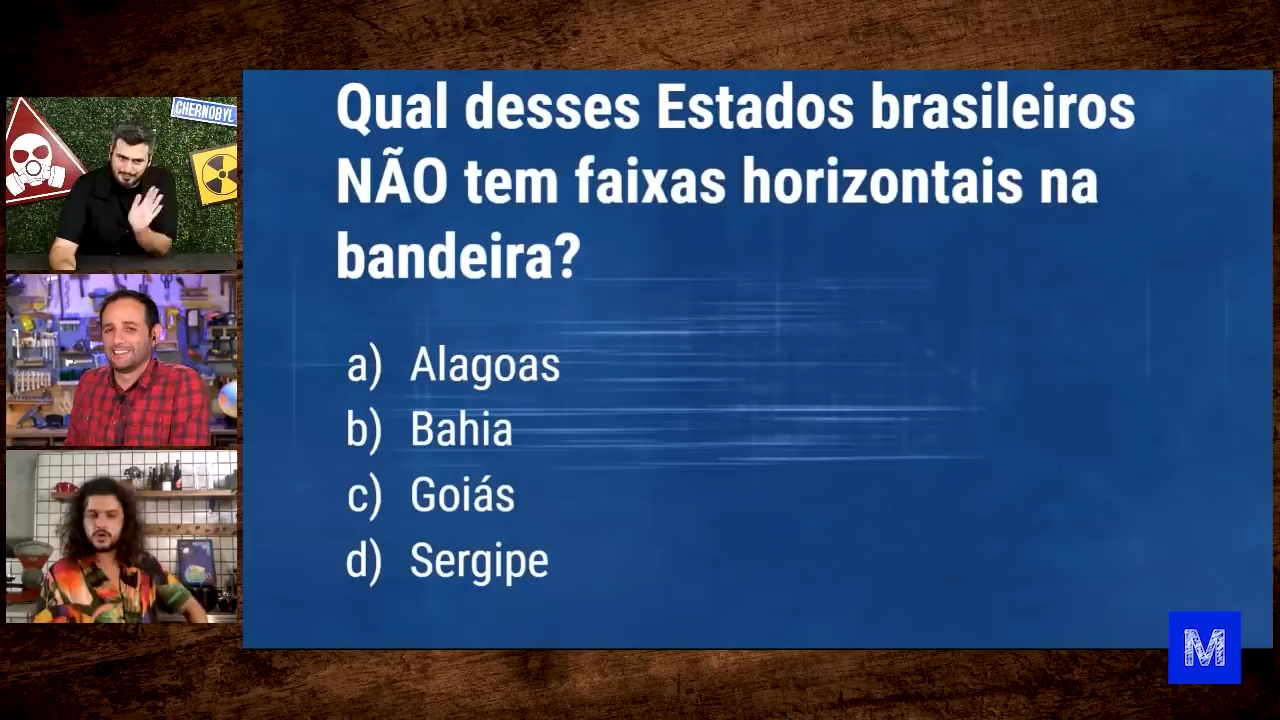 CHERNOBYL
Qual desses Estados brasileiros
NÃO tem faixas horizontais na
bandeira?
a) Alagoas
b) Bahia
c) Goiás
d) Sergipe
M